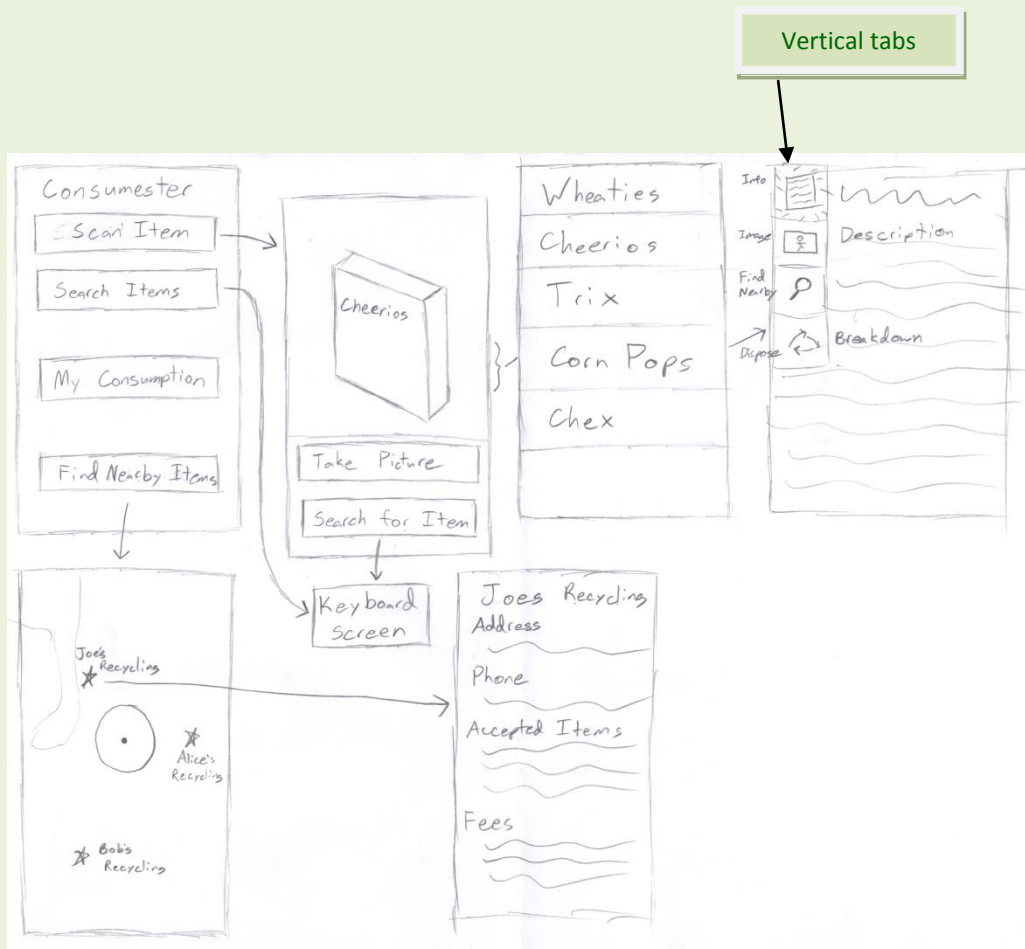 Vertical tabs
Consumester
Scan Item
Search Items
My Consumption
Find Nearby Items
Cheerios
Take Picture
Search for Item
Keyboard
Screen
Wheaties
Cheerios
Trix
Corn Pops
Chex
Info
Image
Find
Nearby
Dispose
Description
Breakdown
Joe's
Recycling
Alice's
Recycling
Bob's
Recycling
Joes Recycling
Address
Phone
Accepted Items
Fees